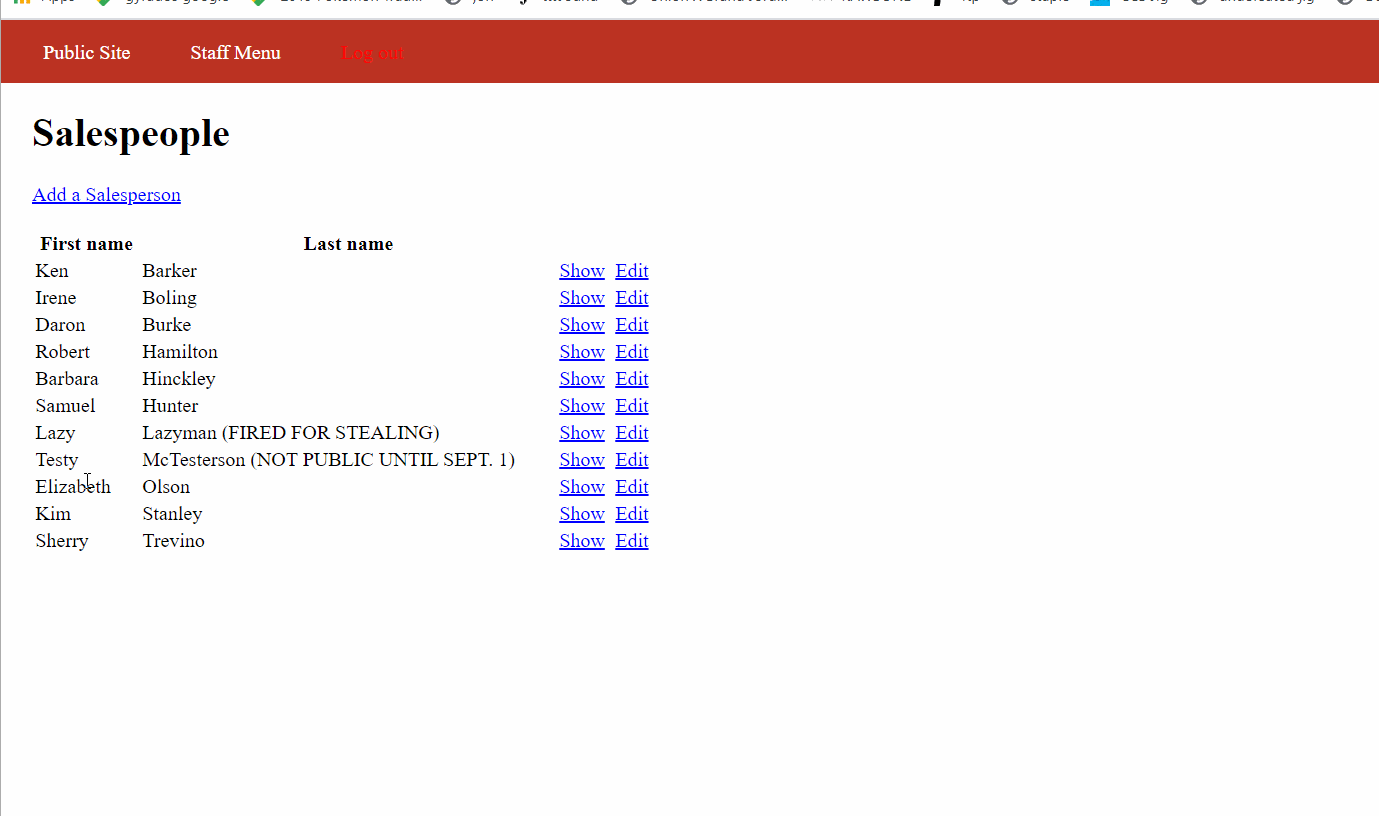 Public Site Staff Menu Log out
Salespeople
Add a Salesperson
First name Last name
Ken Barker Show Edit
Irene Boling Show Edit
Daron Burke Show Edit
Robert Hamilton Show Edit
Barbara Hinckley Show Edit
Samuel Hunter Show Edit
Lazy Lazyman (FIRED FOR STEALING) Show Edit
Testy McTesterson (NOT PUBLIC UNTIL SEPT. 1) Show Edit
Elizabeth Olson Show Edit
Kim Stanley Show Edit
Sherry Trevino Show Edit